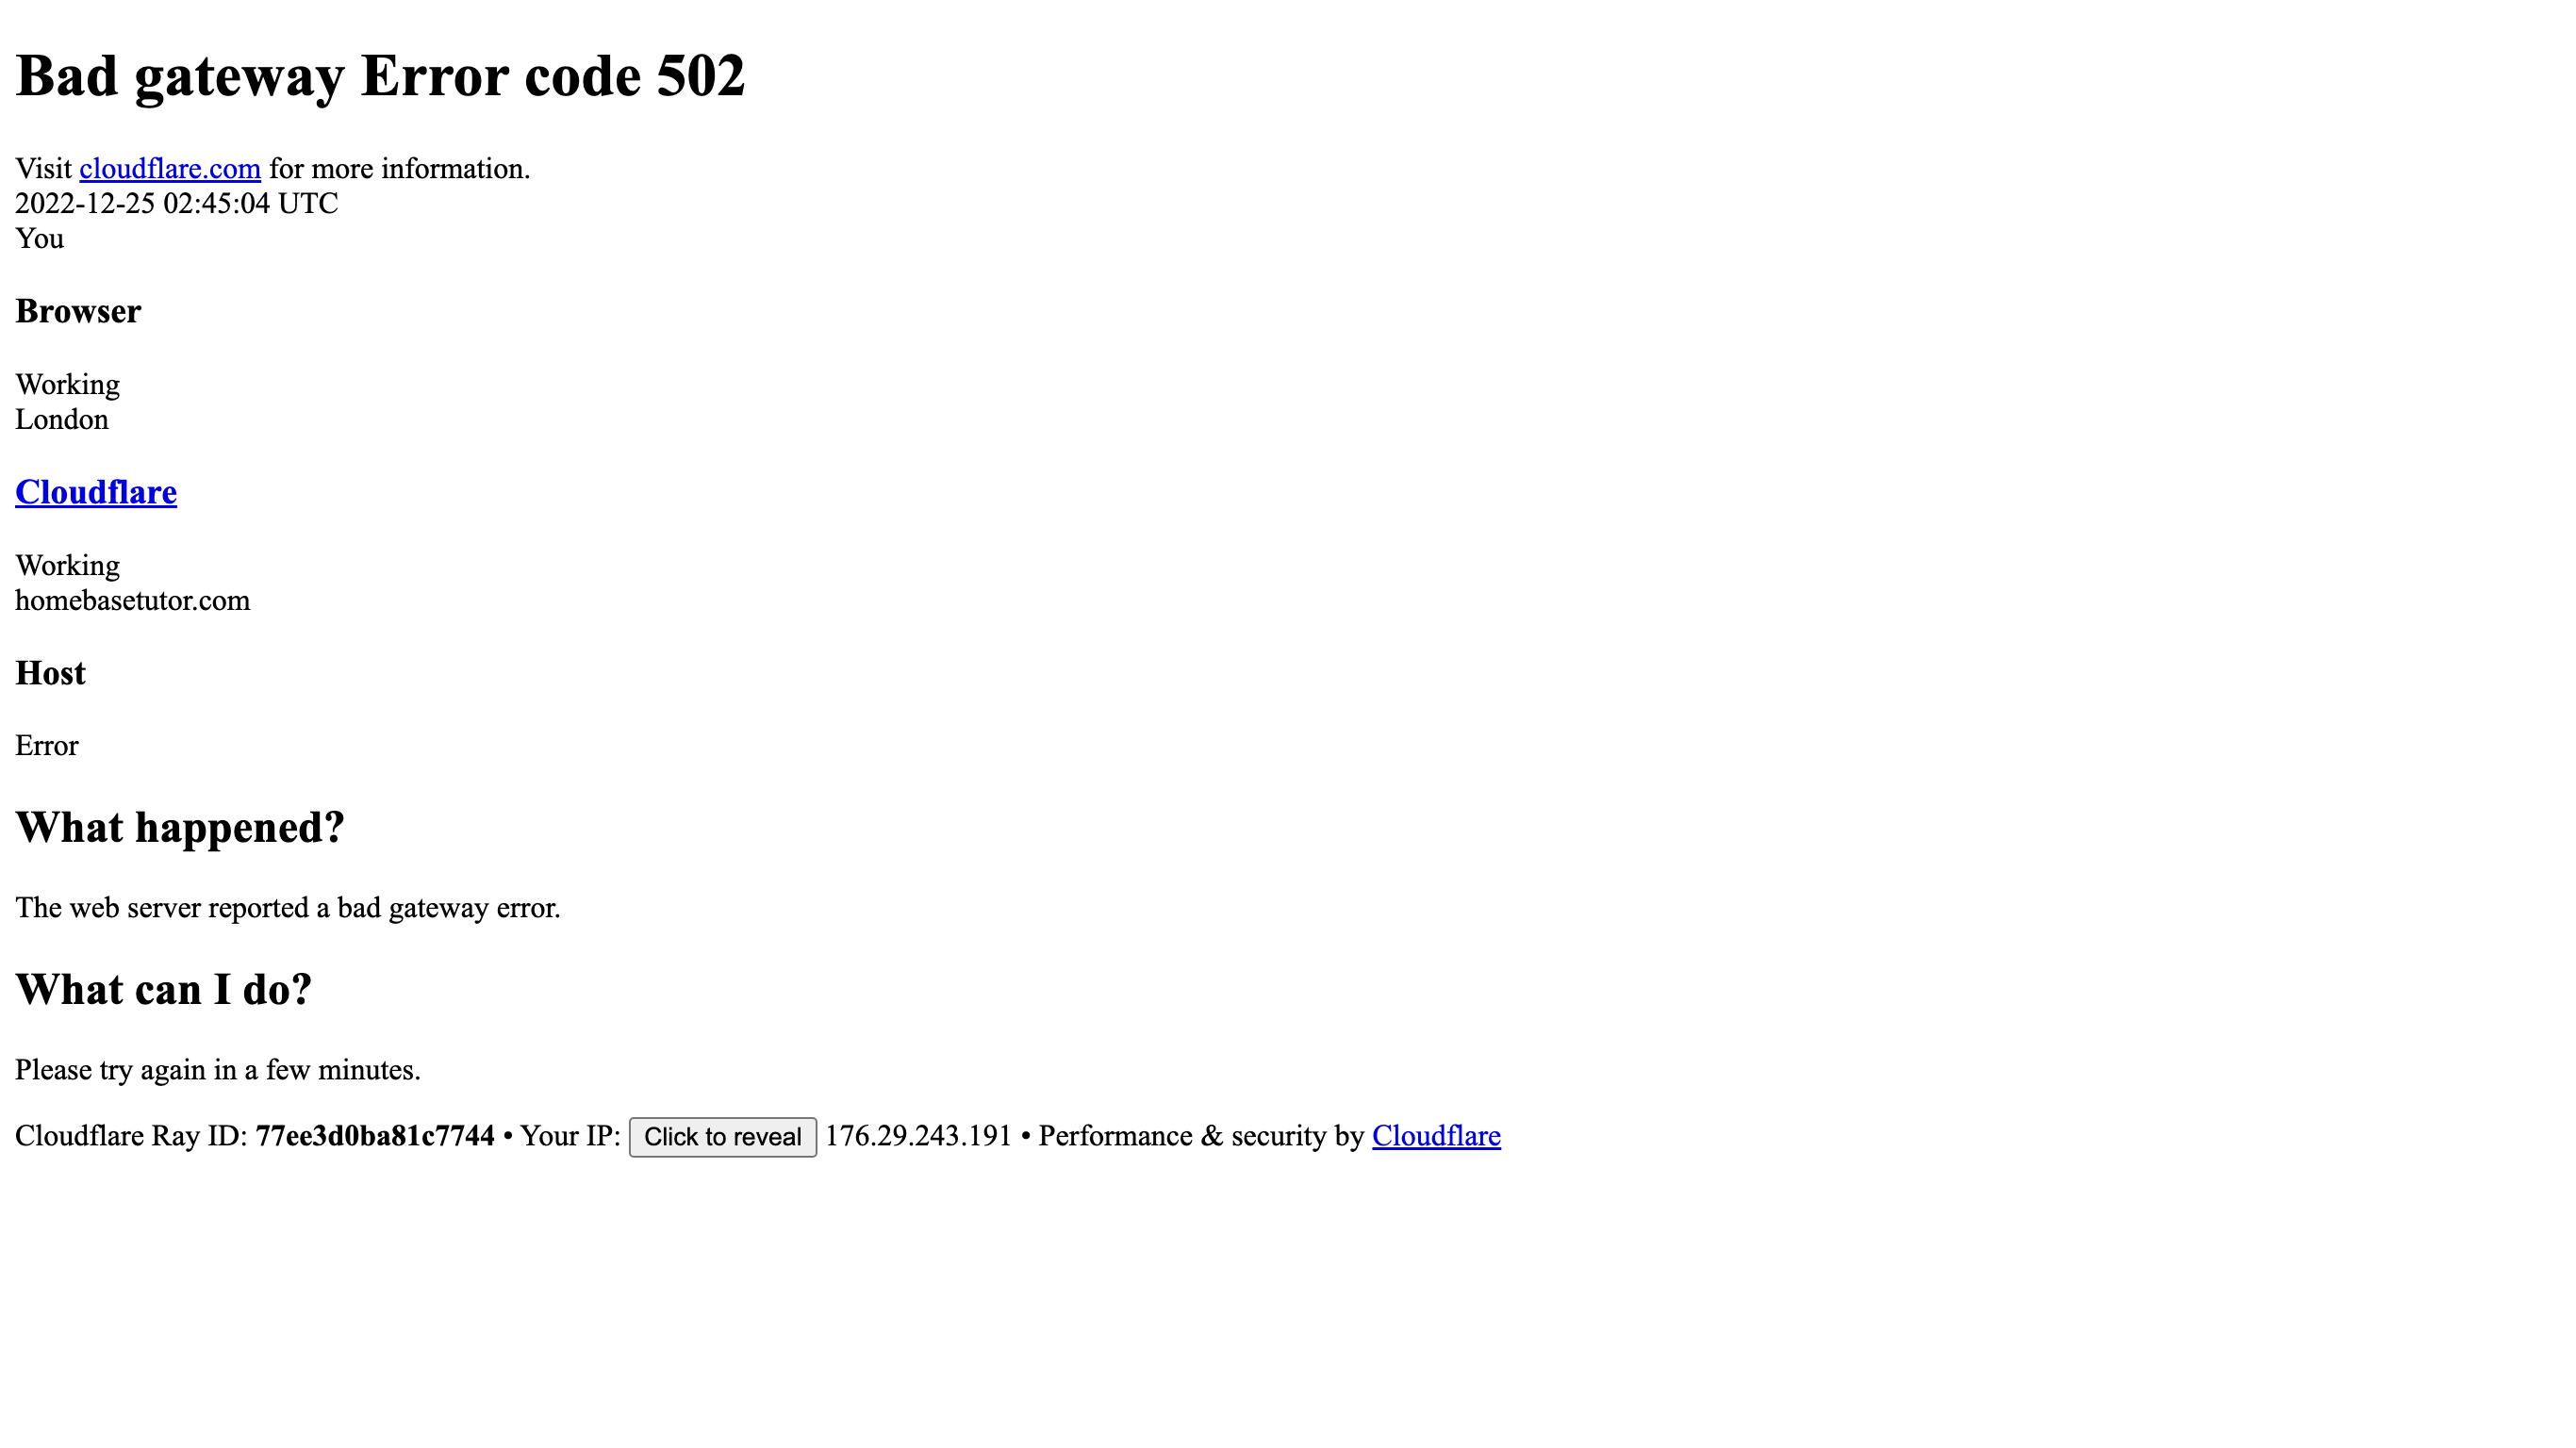 Bad gateway Error code 502
Visit cloudflare.com for more information.
2022-12-25 02:45:04 UTC
You
Browser
Working
London
Cloudflare
Working
homebasetutor.com
Host
Error
What happened?
The web server reported a bad gateway error.
What can I do?
Please try again in a few minutes.
Cloudflare Ray ID: 77ee3d0ba81c7744 • Your IP: Click to reveal 176.29.243.191 • Performance & security by Cloudflare